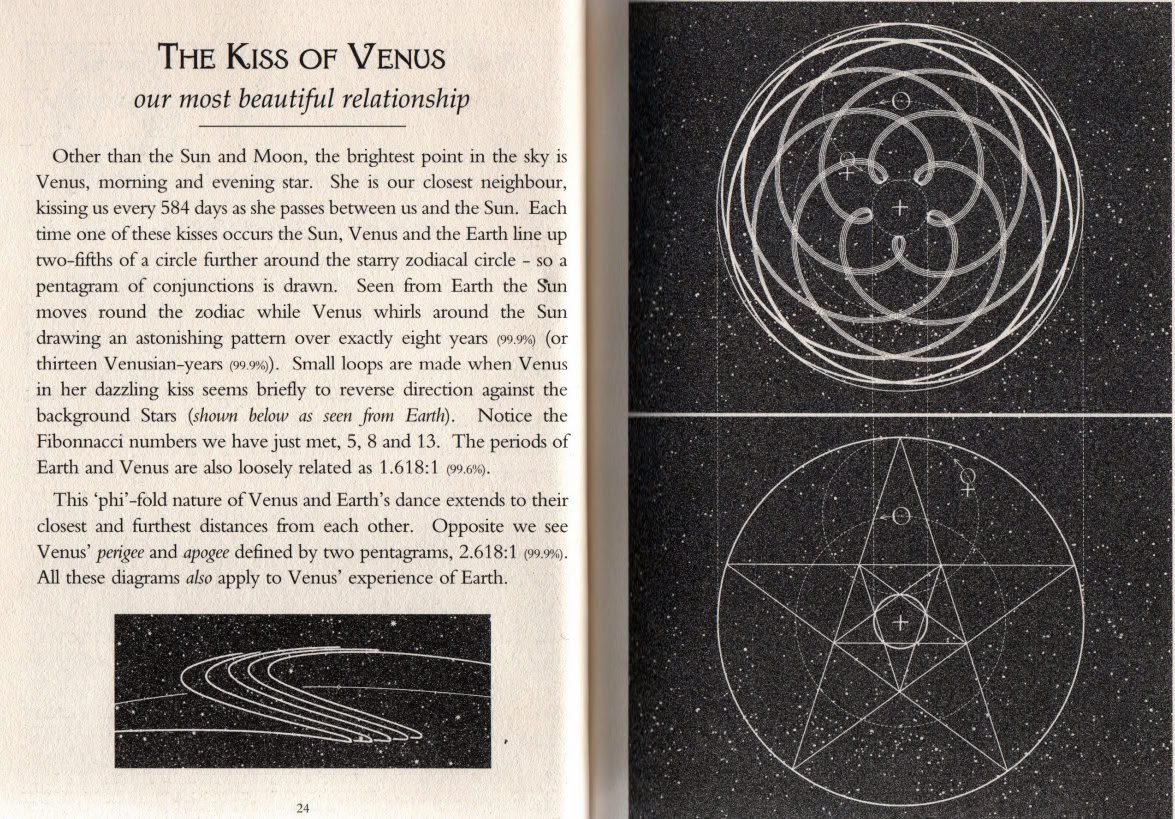 THE KISS OF VENUS
our most beautiful relationship
Other than the Sun and Moon, the brightest point in the sky is
Venus, morning and evening star. She is our closest neighbour,
kissing us every 584 days as she passes between us and the Sun. Each
time one of these kisses occurs the Sun, Venus and the Earth line up
two-fifths of a circle further around the starry zodiacal circle - so a
pentagram of conjunctions is drawn. Seen from Earth the Sun
moves round the zodiac while Venus whirls around the Sun
drawing an astonishing pattern over exactly eight years (99.9%) (or
thirteen Venusian-years (99.9%)). Small loops are made when Venus
in her dazzling kiss seems briefly to reverse direction against the
background Stars (shown below as seen from Earth). Notice the
Fibonnacci numbers we have just met, 5, 8 and 13. The periods of
Earth and Venus are also loosely related as 1.618:1 (99.6%).
This 'phi'-fold nature of Venus and Earth's dance extends to their
closest and furthest distances from each other. Opposite we see
Venus' perigee and apogee defined by two pentagrams, 2.618:1 (99.9%).
All these diagrams also apply to Venus' experience of Earth.
24